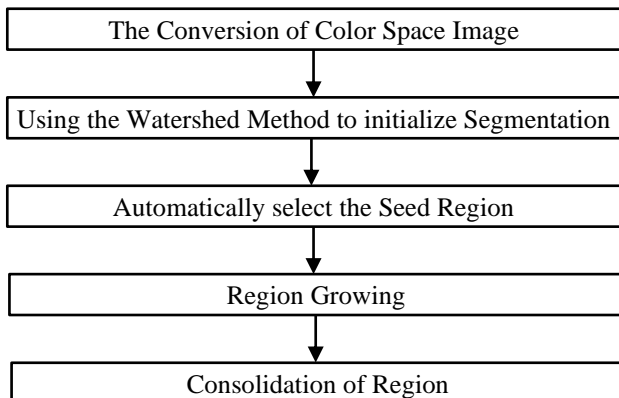 The Conversion of Color Space Image
Using the Watershed Method to initialize Segmentation
Automatically select the Seed Region
Region Growing
Consolidation of Region